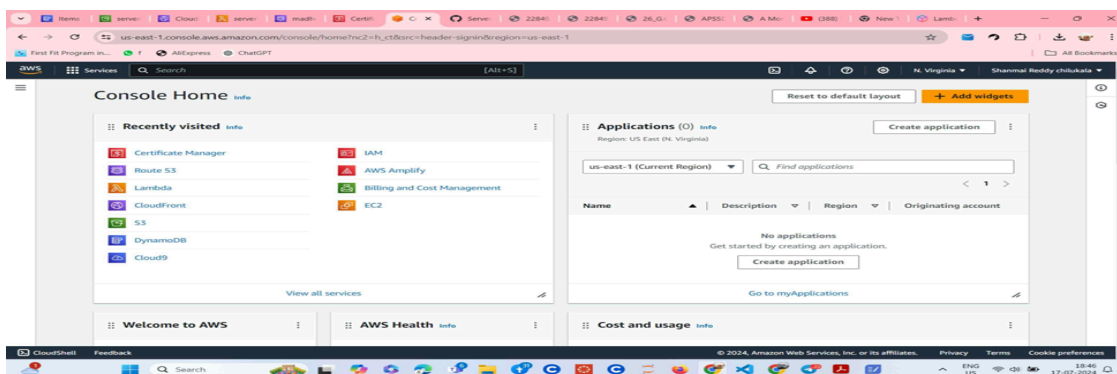 Items
server
Cloud
server
madh
Certifi
C
Serve
2284
2284
26_G
APSS
A Mo
(388)
New
Lamb
us-east-1.console.aws.amazon.com/console/home?nc2=h_ct&src=header-signin&region=us-east-1
First Fit Program in... AliExpress ChatGPT All Bookmarks
aws Services Search [Alt+S] N. Virginia Shanmai Reddy chilukala
Console Home Info Reset to default layout + Add widgets
Recently visited Info
Certificate Manager
Route 53
Lambda
CloudFront
S3
DynamoDB
Cloud9
IAM
AWS Amplify
Billing and Cost Management
EC2
View all services
Applications (0) Info Create application
Region: US East (N. Virginia)
us-east-1 (Current Region) Find applications
< 1 >
Name Description Region Originating account
No applications
Get started by creating an application.
Create application
Go to myApplications
Welcome to AWS
AWS Health Info
Cost and usage Info
CloudShell Feedback © 2024, Amazon Web Services, Inc. or its affiliates. Privacy Terms Cookie preferences
Search ENG 18:46
US 17-07-2024